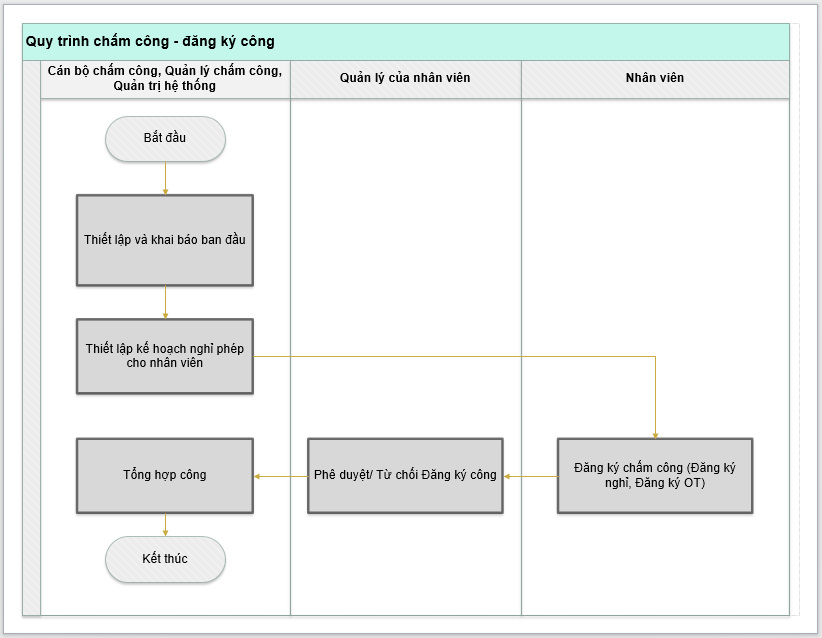 Quy trình chấm công - đăng ký công
Cán bộ chấm công, Quản lý chấm công,
Quản trị hệ thống
Quản lý của nhân viên
Nhân viên
Bắt đầu
Thiết lập và khai báo ban đầu
Thiết lập kế hoạch nghỉ phép
cho nhân viên
Tổng hợp công
Phê duyệt/ Từ chối Đăng ký công
Đăng ký chấm công (Đăng ký
nghỉ, Đăng ký OT)
Kết thúc